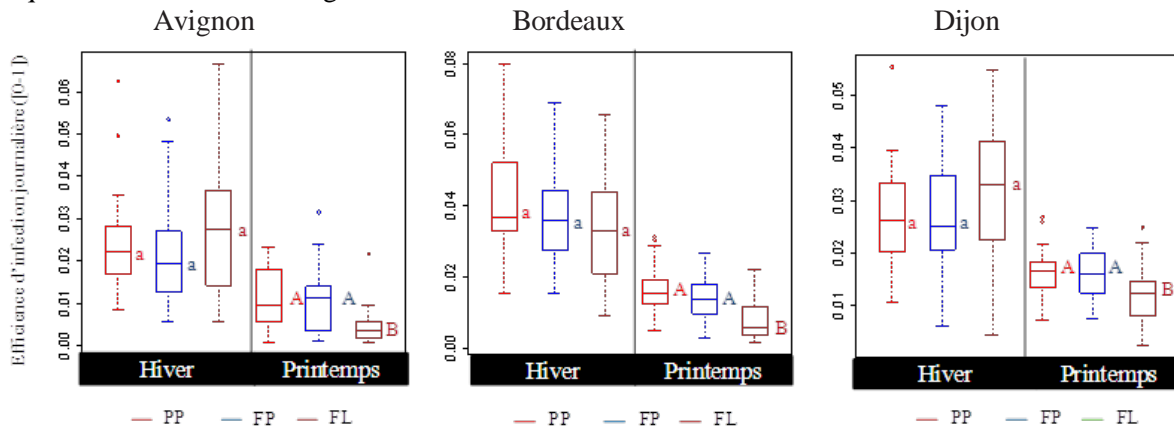 Avignon Bordeaux Dijon
Efficience d'infection journalière ([0-1])
0.00 0.01 0.02 0.03 0.04 0.05 0.06
a a a A A B
Hiver Printemps
PP FP FL
0.00 0.02 0.04 0.06 0.08
a a a A A B
Hiver Printemps
PP FP FL
0.01 0.02 0.03 0.04 0.05
a a a A A B
Hiver Printemps
PP FP FL